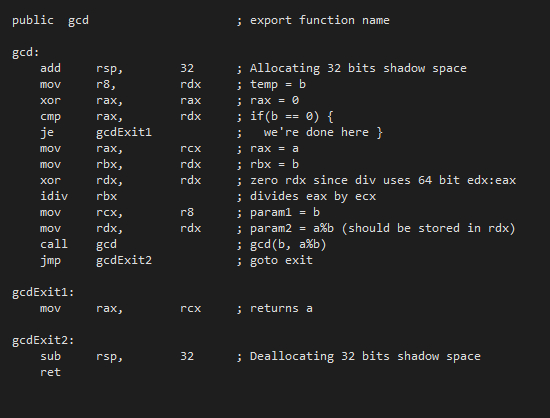 public  gcd                     ; export function name
gcd:
    add     rsp,        32      ; Allocating 32 bits shadow space
    mov     r8,         rdx     ; temp = b
    xor     rax,        rax     ; rax = 0
    cmp     rax,        rdx     ; if(b == 0) {
    je      gcdExit1            ;   we're done here }
    mov     rax,        rcx     ; rax = a
    mov     rbx,        rdx     ; rbx = b
    xor     rdx,        rdx     ; zero rdx since div uses 64 bit edx:eax
    idiv    rbx                 ; divides eax by ecx
    mov     rcx,        r8      ; param1 = b
    mov     rdx,        rdx     ; param2 = a%b (should be stored in rdx)
    call    gcd                 ; gcd(b, a%b)
    jmp     gcdExit2            ; goto exit
gcdExit1:
    mov     rax,        rcx     ; returns a
gcdExit2:
    sub     rsp,        32      ; Deallocating 32 bits shadow space
    ret